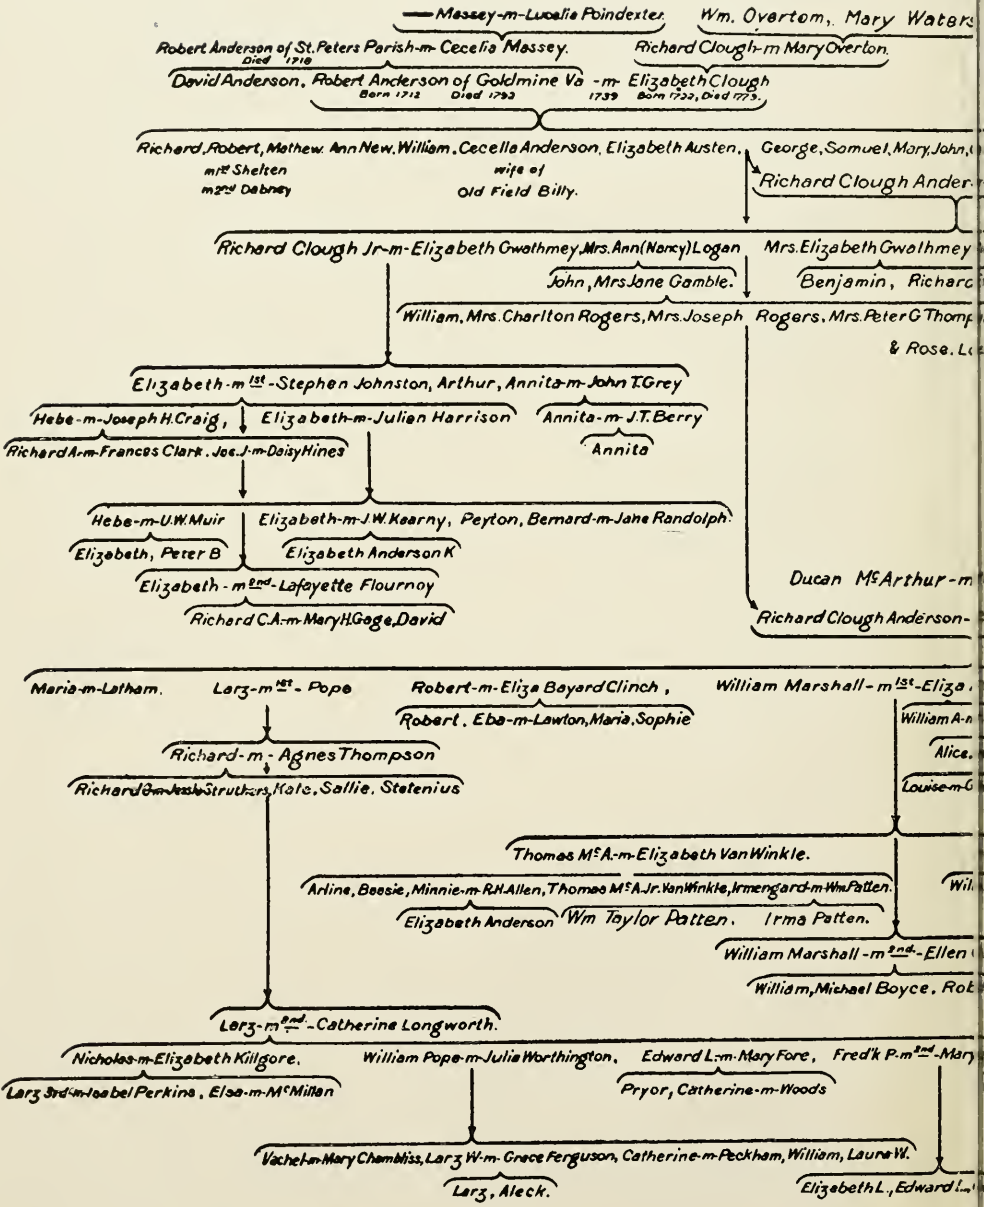 — Massey-m-Lucelia Poindexter. Wm. Overtom, Mary Waters
Robert Anderson of St. Peters Parish-m-Cecelia Massey. Richard Clough-m Mary Overton.
Died 1718
David Anderson, Robert Anderson of Goldmine Va -m- Elizabeth Clough
Born 1712 Died 1792 1739 Born 1722, Died 1779.
Richard, Robert, Mathew. Ann New, William, Cecelia Anderson, Elizabeth Austen, George, Samuel, Mary, John,
m 1st Shelten wife of Richard Clough Ander
m 2nd Dabney Old Field Billy.
Richard Clough Jr-m-Elizabeth Gwathmey, Mrs. Ann (Nancy) Logan Mrs. Elizabeth Gwathmey
John, Mrs Jane Gamble. Benjamin, Richard
William, Mrs. Charlton Rogers, Mrs. Joseph Rogers, Mrs. Peter G Thomp
& Rose. L
Elizabeth-m 1st-Stephen Johnston, Arthur, Annita-m-John T. Grey
Hebe-m-Joseph H. Craig, Elizabeth-m-Julian Harrison Annita-m-J.T. Berry
Richard A-m-Frances Clark. Joe. J-m-Daisy Hines Annita
Hebe-m-U.W. Muir Elizabeth-m-J.W. Kearny, Peyton, Bernard-m-Jane Randolph.
Elizabeth, Peter B Elizabeth Anderson K
Elizabeth-m 2nd-Lafayette Flournoy Ducan McArthur-m
Richard C.A.-m-Mary H. Gage, David Richard Clough Anderson-
Maria-m-Latham. Larz-m 1st-Pope Robert-m-Eliza Bayard Clinch, William Marshall-m 1st-Eliza
Robert. Eba-m-Lawton, Maria, Sophie William A-m
Richard-m-Agnes Thompson Alice,
Richard Struthers, Kate, Sallie, Stetenius Louise-m-
Thomas McA.-m-Elizabeth Van Winkle.
Arline, Bessie, Minnie-m-R.H. Allen, Thomas McA. Jr. Van Winkle, Irmengard-m-Wm Patten. Will
Elizabeth Anderson Wm Taylor Patten. Irma Patten.
William Marshall-m 2nd-Ellen
William, Michael Boyce, Rob
Larz-m 2nd-Catherine Longworth.
Nicholas-m-Elizabeth Killgore. William Pope-m-Julia Worthington, Edward L.-m-Mary Fore, Fred'k P-m 2nd-Mary
Larz 3rd-m-Isabel Perkins, Elsa-m-McMillan Pryor, Catherine-m-Woods
Vachel-m-Mary Chambliss, Larz W-m-Grace Ferguson, Catherine-m-Peckham, William, Laura W.
Larz, Aleck. Elizabeth L., Edward L.